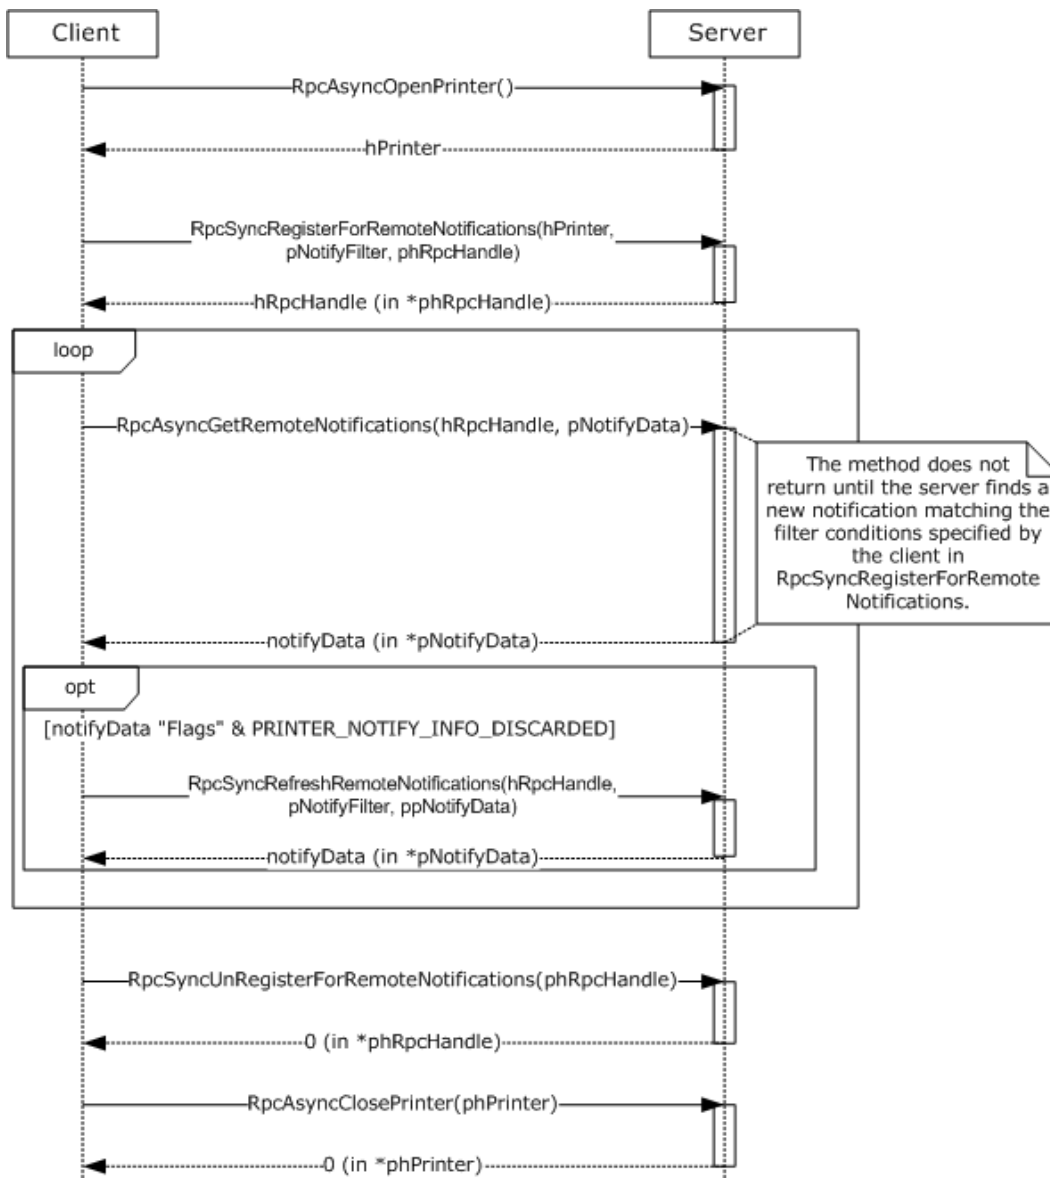 Client
Server
RpcAsyncOpenPrinter()
hPrinter
RpcSyncRegisterForRemoteNotifications(hPrinter,
pNotifyFilter, phRpcHandle)
hRpcHandle (in *phRpcHandle)
loop
RpcAsyncGetRemoteNotifications(hRpcHandle, pNotifyData)
The method does not
return until the server finds a
new notification matching the
filter conditions specified by
the client in
RpcSyncRegisterForRemote
Notifications.
notifyData (in *pNotifyData)
opt
[notifyData "Flags" & PRINTER_NOTIFY_INFO_DISCARDED]
RpcSyncRefreshRemoteNotifications(hRpcHandle,
pNotifyFilter, ppNotifyData)
notifyData (in *pNotifyData)
RpcSyncUnRegisterForRemoteNotifications(phRpcHandle)
0 (in *phRpcHandle)
RpcAsyncClosePrinter(phPrinter)
0 (in *phPrinter)